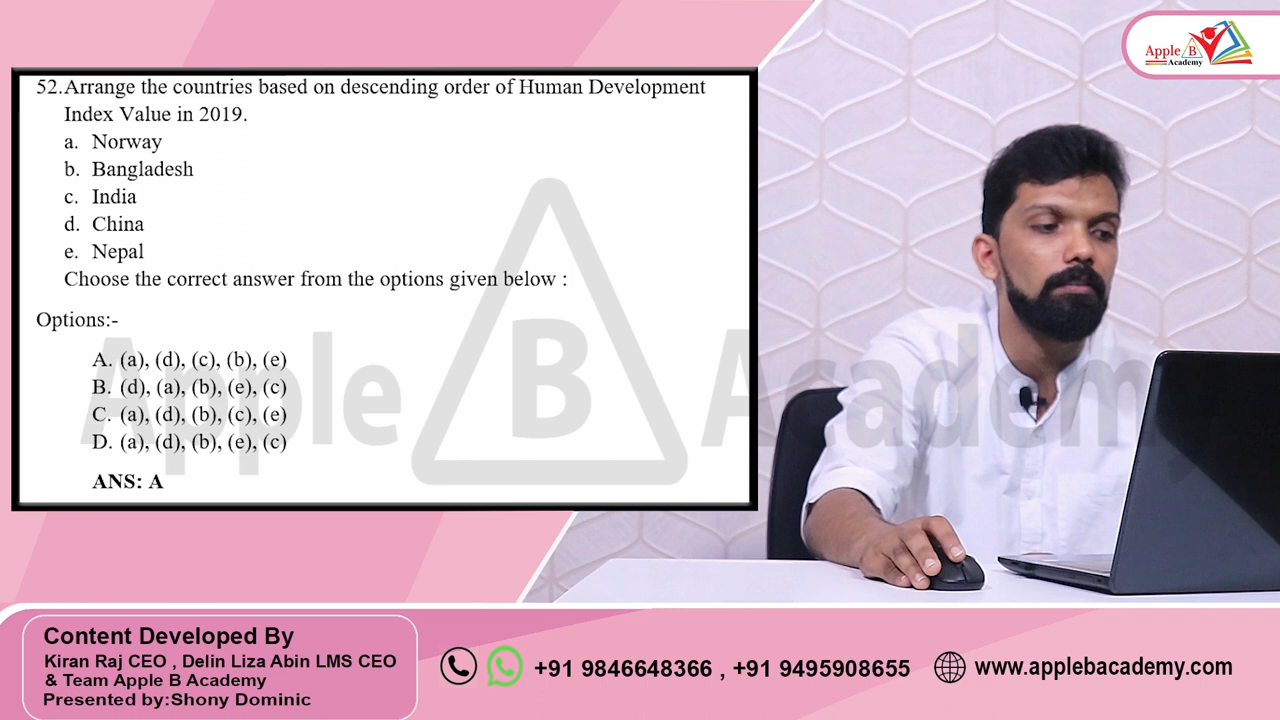 Apple B
Academy
52.Arrange the countries based on descending order of Human Development
Index Value in 2019.
a. Norway
b. Bangladesh
c. India
d. China
e. Nepal
Choose the correct answer from the options given below :
Options:-
A. (a), (d), (c), (b), (e)
B. (d), (a), (b), (e), (c)
C. (a), (d), (b), (c), (e)
D. (a), (d), (b), (e), (c)
ANS: A
Apple B Academy
Content Developed By
Kiran Raj CEO , Delin Liza Abin LMS CEO
& Team Apple B Academy
Presented by:Shony Dominic
+91 9846648366 , +91 9495908655
www.applebacademy.com